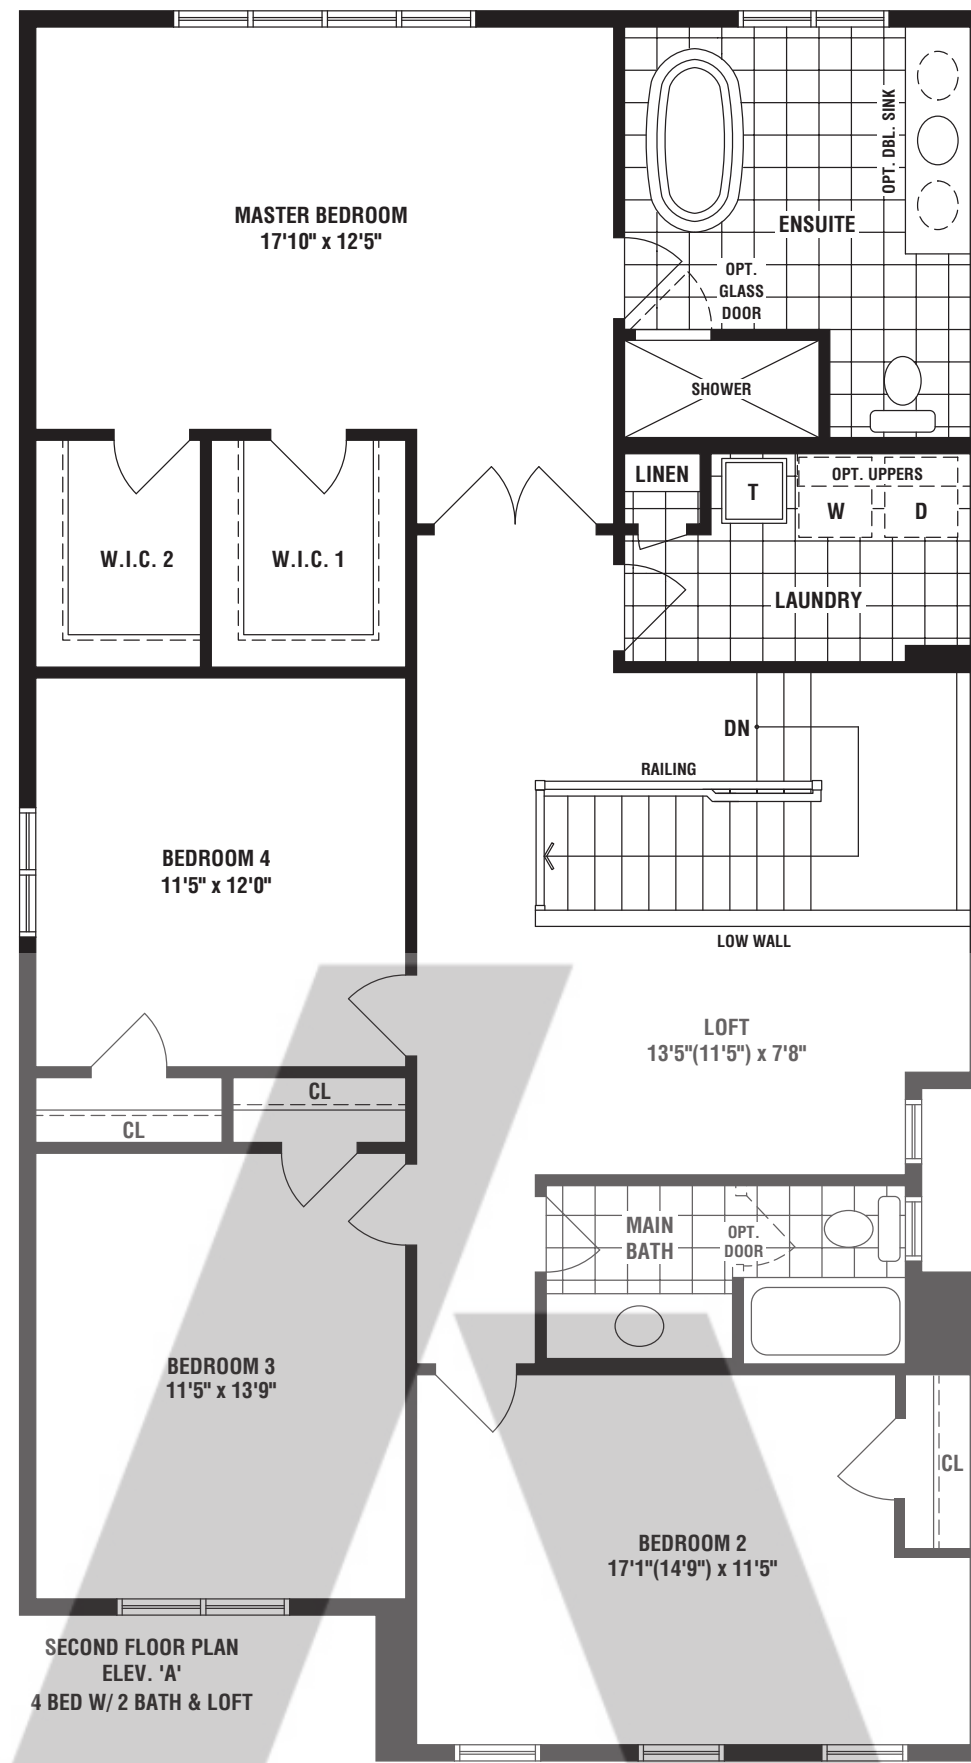 MASTER BEDROOM
17'10" x 12'5"
OPT. DBL. SINK
ENSUITE
OPT.
GLASS
DOOR
SHOWER
LINEN
T
OPT. UPPERS
W
D
W.I.C. 2
W.I.C. 1
LAUNDRY
DN
RAILING
BEDROOM 4
11'5" x 12'0"
LOW WALL
LOFT
13'5"(11'5") x 7'8"
CL
CL
MAIN
BATH
OPT.
DOOR
BEDROOM 3
11'5" x 13'9"
CL
BEDROOM 2
17'1"(14'9") x 11'5"
SECOND FLOOR PLAN
ELEV. 'A'
4 BED W/ 2 BATH & LOFT